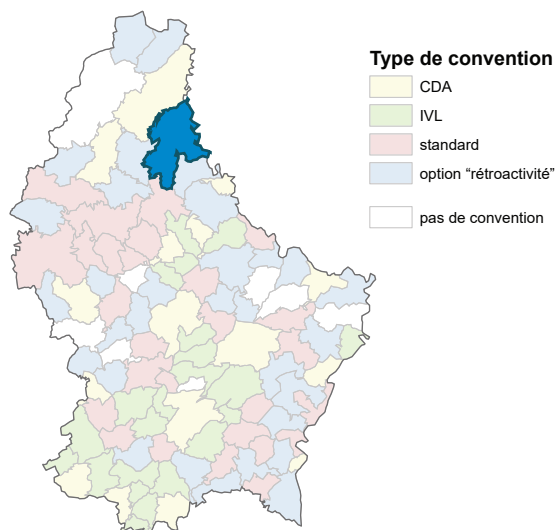 Type de convention
CDA
IVL
standard
option “rétroactivité”
pas de convention